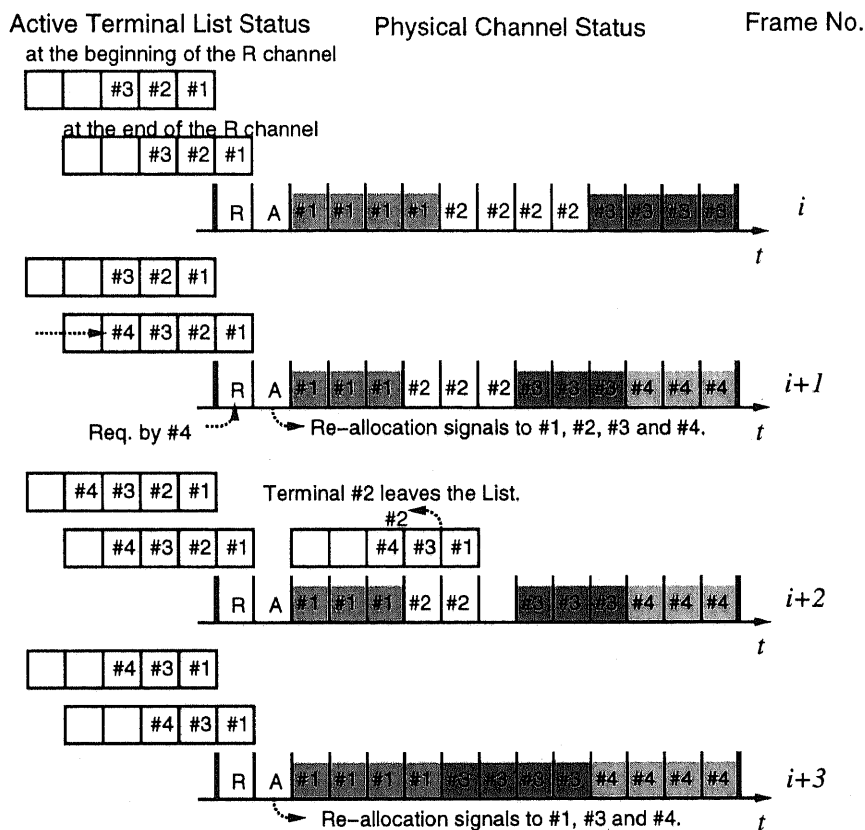 Active Terminal List Status Physical Channel Status Frame No.
at the beginning of the R channel
#3 #2 #1
at the end of the R channel
#3 #2 #1
R A #1 #1 #1 #1 #2 #2 #2 #2 #3 #3 #3 #3 i
t
#3 #2 #1
#4 #3 #2 #1
R A #1 #1 #1 #2 #2 #2 #3 #3 #3 #4 #4 #4 i+1
Req. by #4 Re-allocation signals to #1, #2, #3 and #4. t
#4 #3 #2 #1 Terminal #2 leaves the List.
#2
#4 #3 #2 #1 #4 #3 #1
R A #1 #1 #1 #2 #2 #3 #3 #3 #4 #4 #4 i+2
t
#4 #3 #1
#4 #3 #1
R A #1 #1 #1 #1 #3 #3 #3 #3 #4 #4 #4 #4 i+3
Re-allocation signals to #1, #3 and #4. t